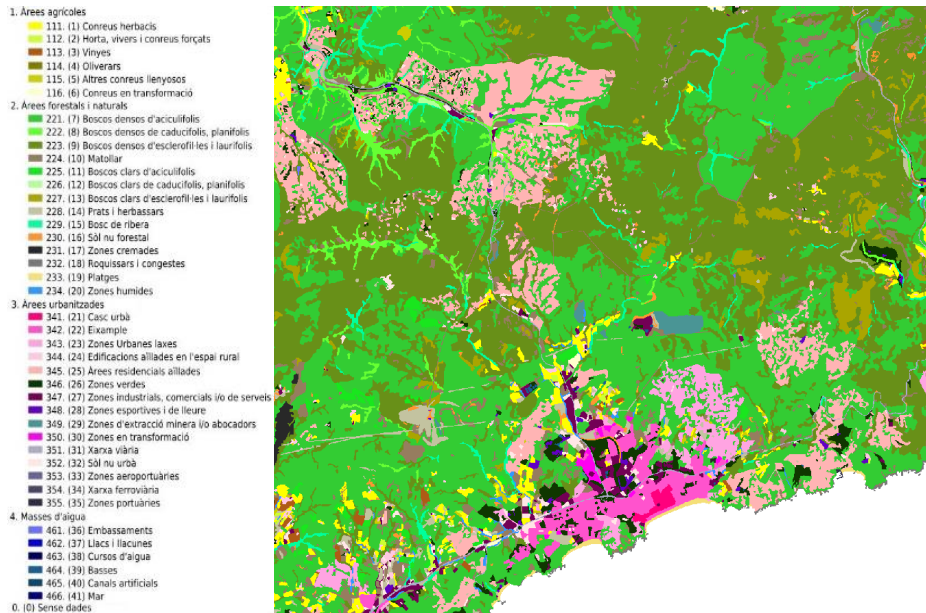 1. Àrees agrícoles
111. (1) Conreus herbacis
112. (2) Horta, vivers i conreus forçats
113. (3) Vinyes
114. (4) Oliverars
115. (5) Altres conreus llenyosos
116. (6) Conreus en transformació
2. Àrees forestals i naturals
221. (7) Boscos densos d'aciculifolis
222. (8) Boscos densos de caducifolis, planifolis
223. (9) Boscos densos d'esclerofil·les i laurifolis
224. (10) Matollar
225. (11) Boscos clars d'aciculifolis
226. (12) Boscos clars de caducifolis, planifolis
227. (13) Boscos clars d'esclerofil·les i laurifolis
228. (14) Prats i herbassars
229. (15) Bosc de ribera
230. (16) Sòl nu forestal
231. (17) Zones cremades
232. (18) Roquissars i congestes
233. (19) Platges
234. (20) Zones humides
3. Àrees urbanitzades
341. (21) Casc urbà
342. (22) Eixample
343. (23) Zones Urbanes laxes
344. (24) Edificacions aïllades en l'espai rural
345. (25) Àrees residencials aïllades
346. (26) Zones verdes
347. (27) Zones industrials, comercials i/o de serveis
348. (28) Zones esportives i de lleure
349. (29) Zones d'extracció minera i/o abocadors
350. (30) Zones en transformació
351. (31) Xarxa viària
352. (32) Sòl nu urbà
353. (33) Zones aeroportuàries
354. (34) Xarxa ferroviària
355. (35) Zones portuàries
4. Masses d'aigua
461. (36) Embassaments
462. (37) Llacs i llacunes
463. (38) Cursos d'aigua
464. (39) Basses
465. (40) Canals artificials
466. (41) Mar
0. (0) Sense dades